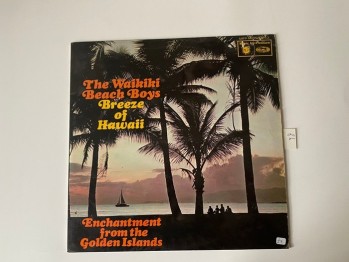 The Waikiki
Beach Boys
Breeze
of
Hawaii
Enchantment
from the
Golden Islands